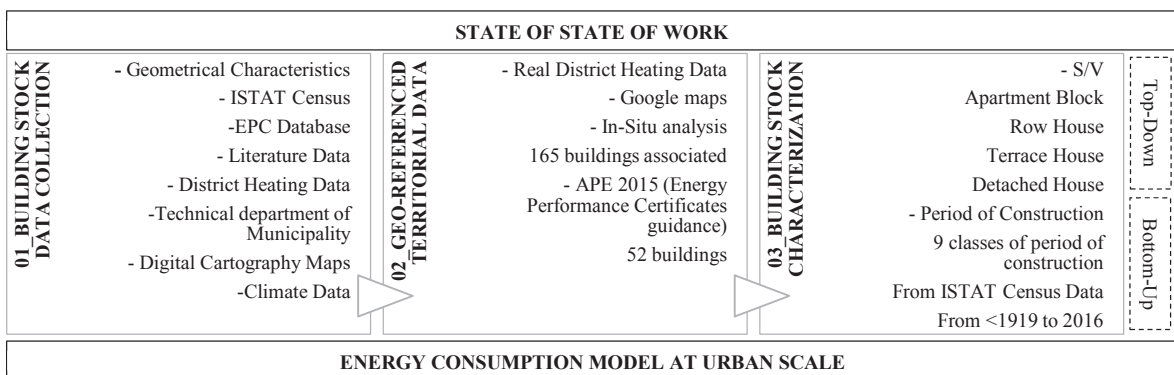 STATE OF STATE OF WORK
01_BUILDING STOCK
DATA COLLECTION
- Geometrical Characteristics
- ISTAT Census
-EPC Database
- Literature Data
- District Heating Data
-Technical department of
Municipality
- Digital Cartography Maps
-Climate Data
02_GEO-REFERENCED
TERRITORIAL DATA
- Real District Heating Data
- Google maps
- In-Situ analysis
165 buildings associated
- APE 2015 (Energy
Performance Certificates
guidance)
52 buildings
03_BUILDING STOCK
CHARACTERIZATION
- S/V
Apartment Block
Row House
Terrace House
Detached House
- Period of Construction
9 classes of period of
construction
From ISTAT Census Data
From <1919 to 2016
Top-Down
Bottom-Up
ENERGY CONSUMPTION MODEL AT URBAN SCALE